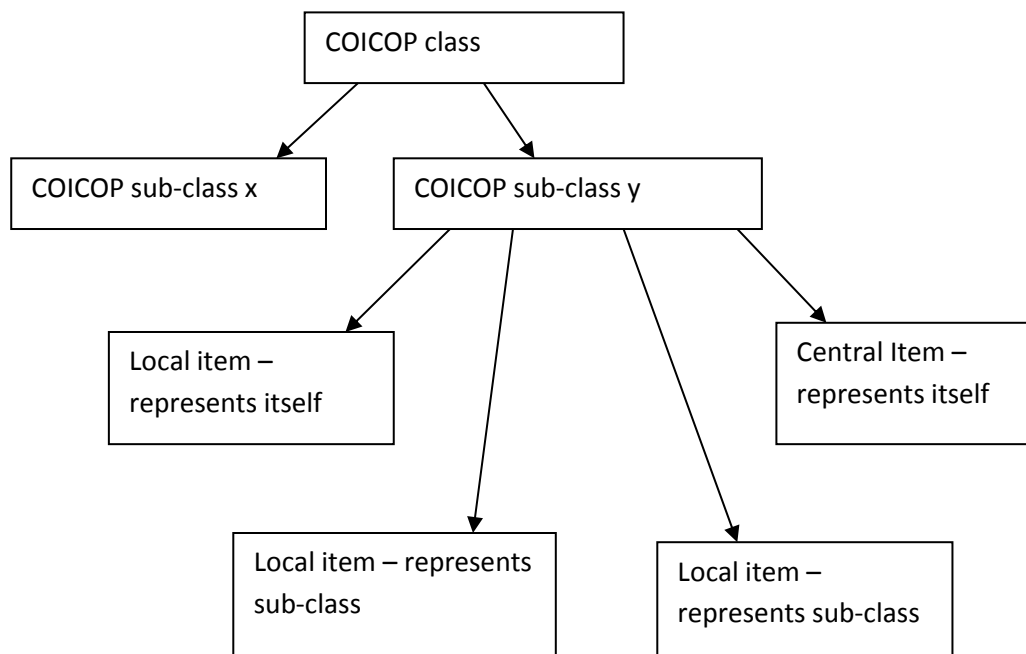 COICOP class
COICOP sub-class x
COICOP sub-class y
Local item –
represents itself
Central Item –
represents itself
Local item – represents
sub-class
Local item –
represents sub-class